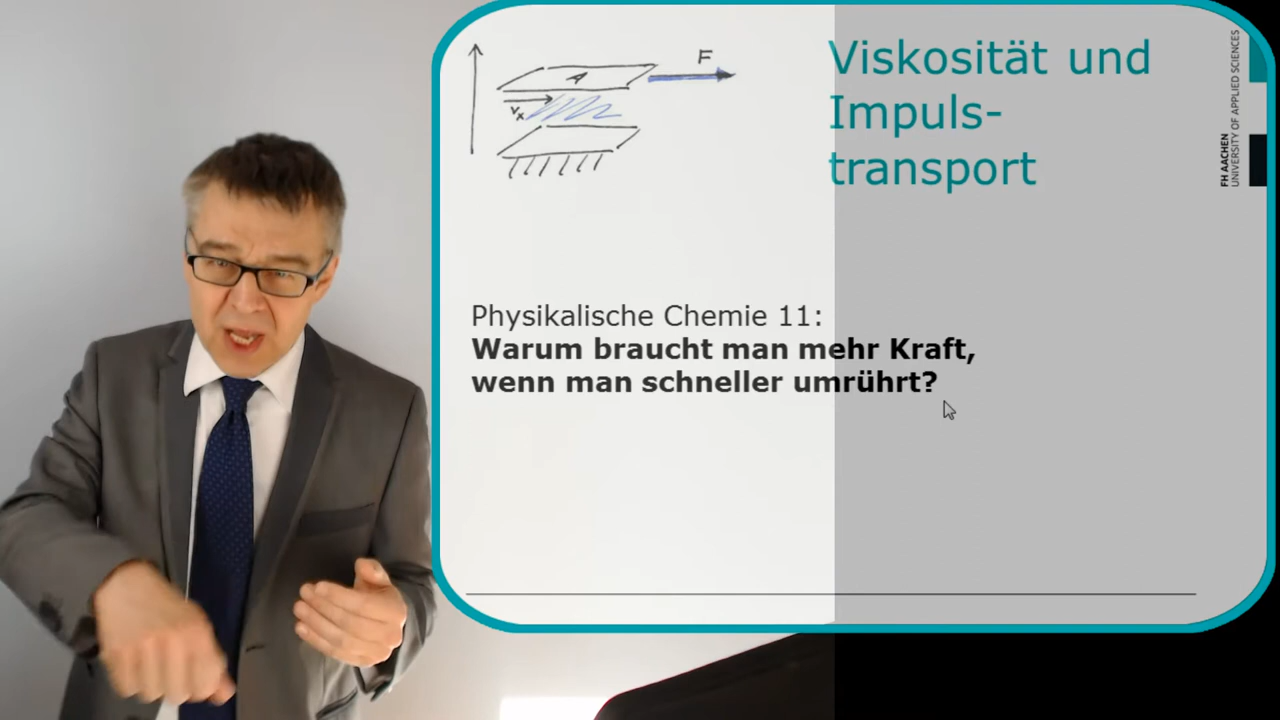 F
A
vx
Viskosität und
Impuls-
transport
FH AACHEN
UNIVERSITY OF APPLIED SCIENCES
Physikalische Chemie 11:
Warum braucht man mehr Kraft,
wenn man schneller umrührt?